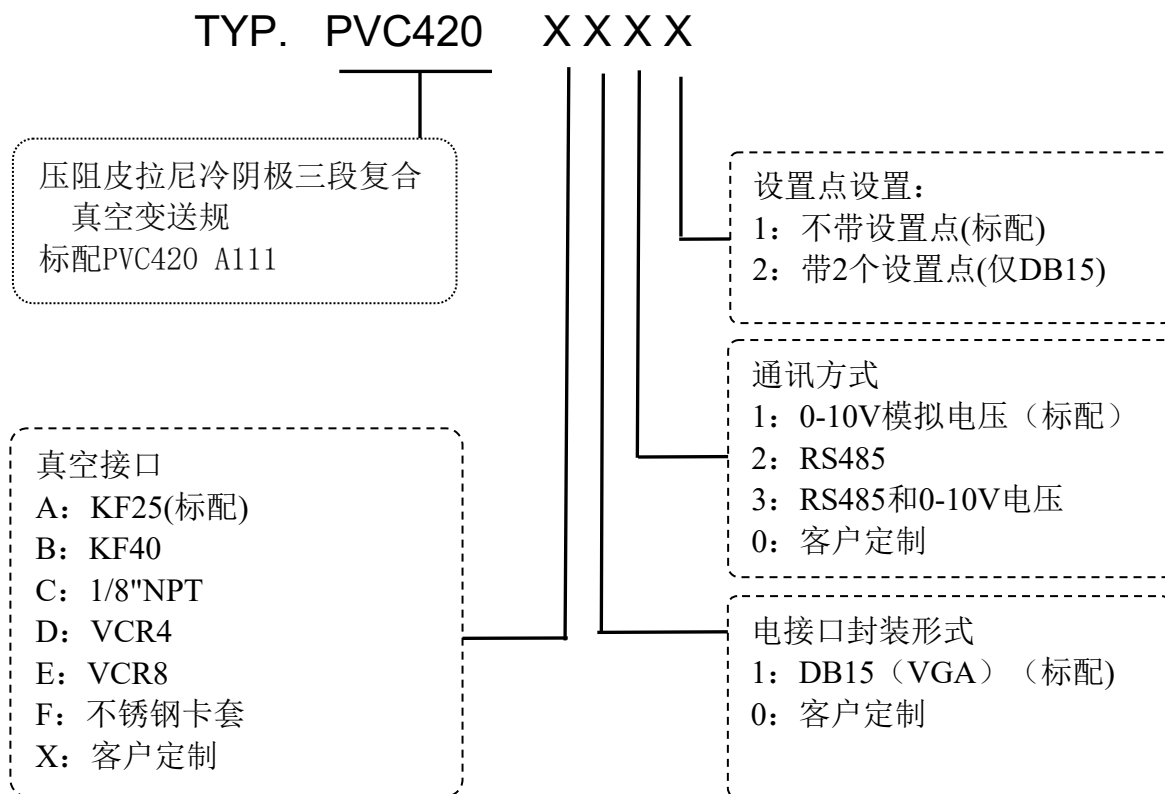 TYP. PVC420 X X X X
压阻皮拉尼冷阴极三段复合
真空变送规
标配PVC420 A111
设置点设置：
1：不带设置点(标配)
2：带2个设置点(仅DB15)
通讯方式
1：0-10V模拟电压（标配）
2：RS485
3：RS485和0-10V电压
0：客户定制
真空接口
A：KF25(标配)
B：KF40
C：1/8"NPT
D：VCR4
E：VCR8
F：不锈钢卡套
X：客户定制
电接口封装形式
1：DB15（VGA）（标配)
0：客户定制